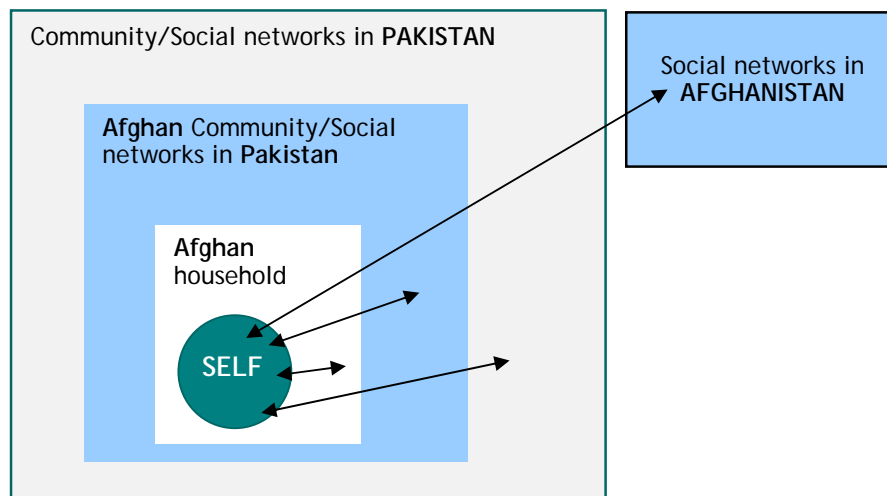 Community/Social networks in PAKISTAN
Social networks in
AFGHANISTAN
Afghan Community/Social
networks in Pakistan
Afghan
household
SELF